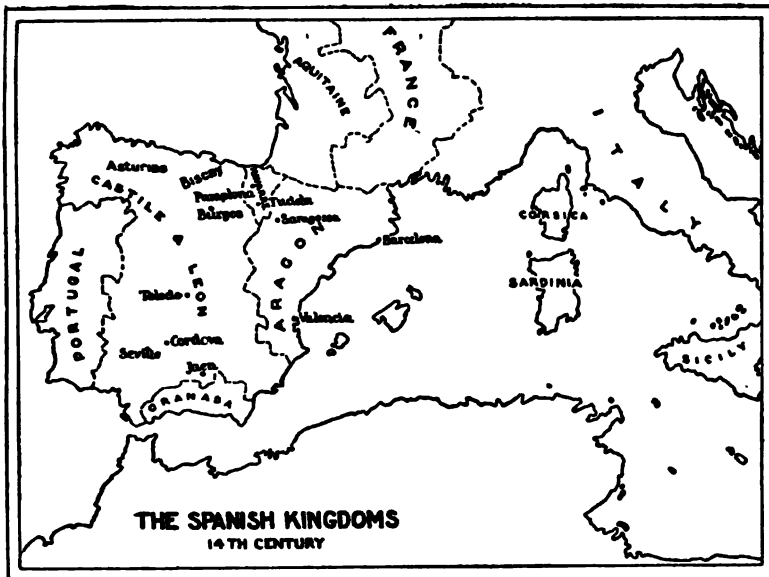 FRANCE
AQUITAINE
ITALY
Asturias
Biscay
CASTILE & LEON
Pamplona
Tudela
Burgos
Saragossa
CORSICA
Barcelona
PORTUGAL
ARAGON
SARDINIA
Toledo
Valencia
Cordova
Seville
SICILY
Jaen
GRANADA
THE SPANISH KINGDOMS
14TH CENTURY